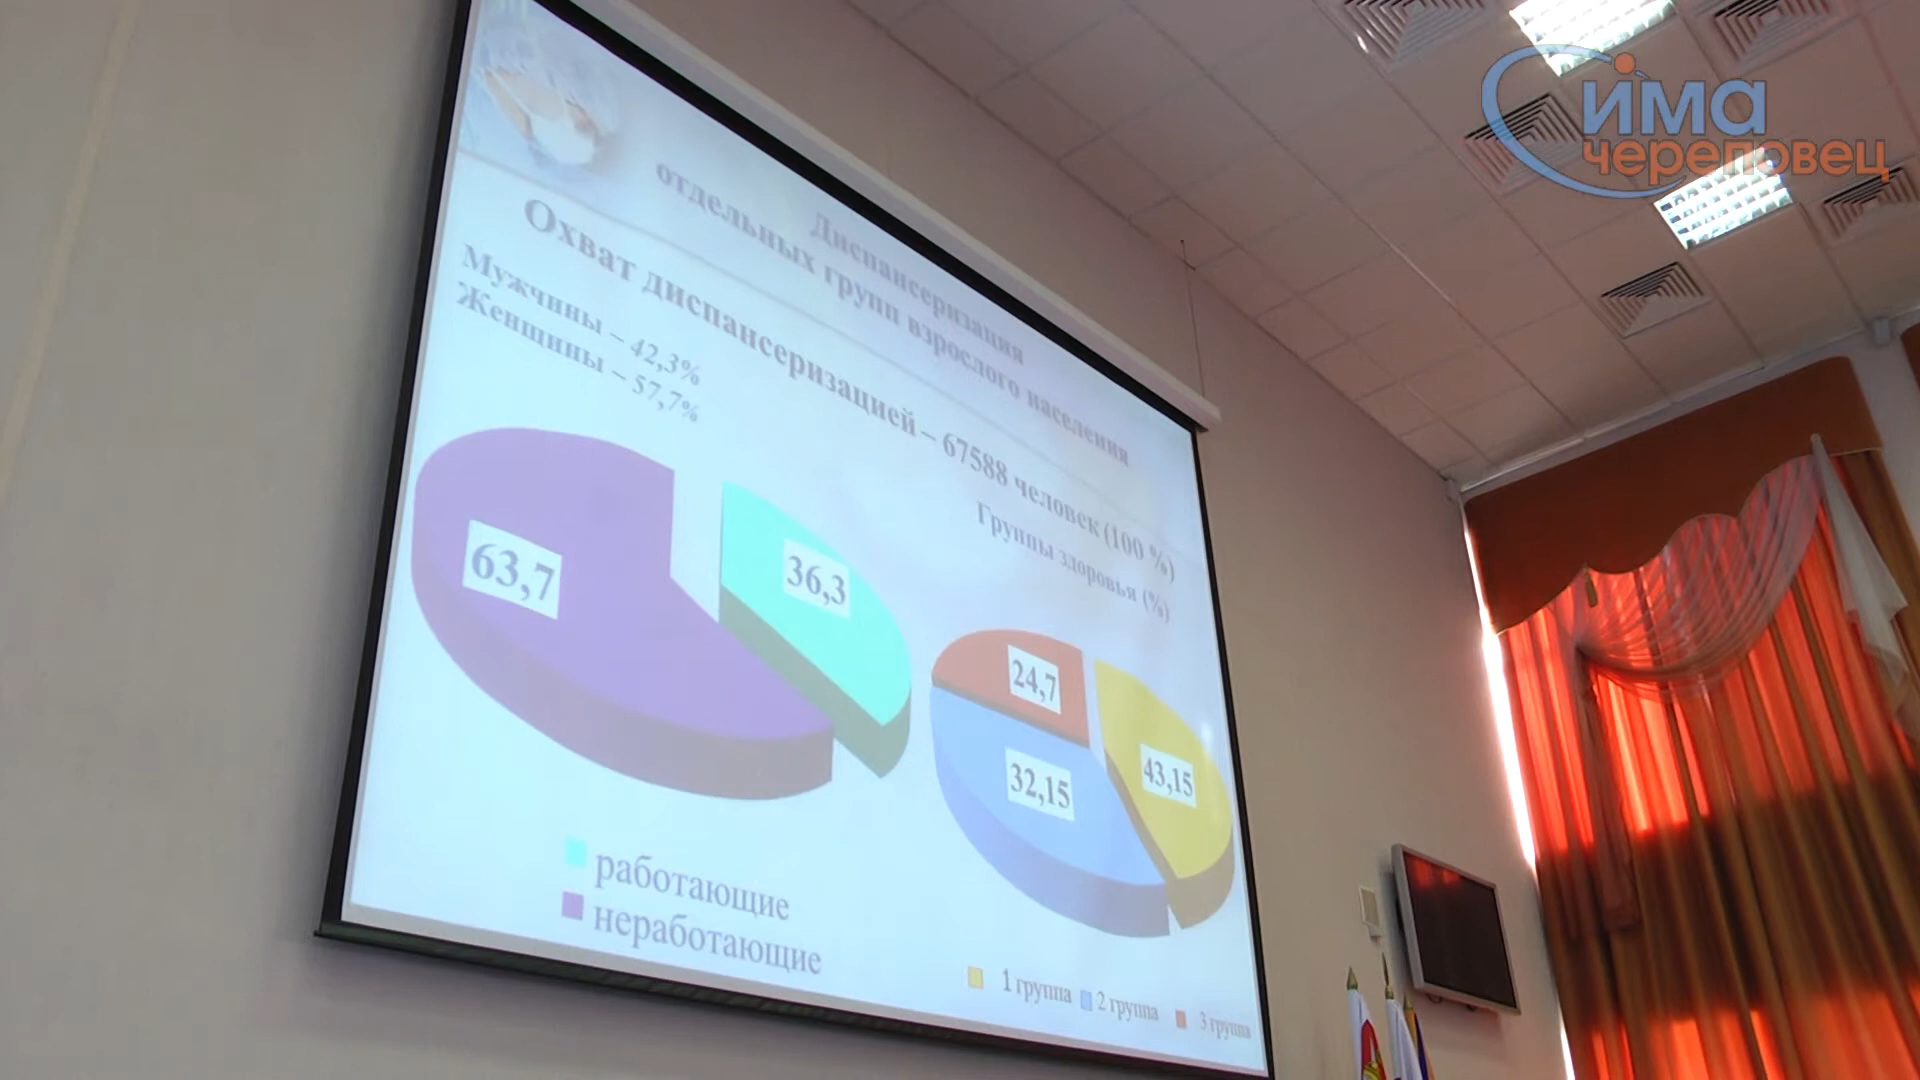 Сима
череповец
Диспансеризация
отдельных групп взрослого населения
Охват диспансеризацией – 67588 человек (100 %)
Мужчины – 42,3%
Женщины – 57,7%
Группы здоровья (%)
63,7
36,3
24,7
32,15
43,15
работающие
неработающие
1 группа
2 группа
3 группа